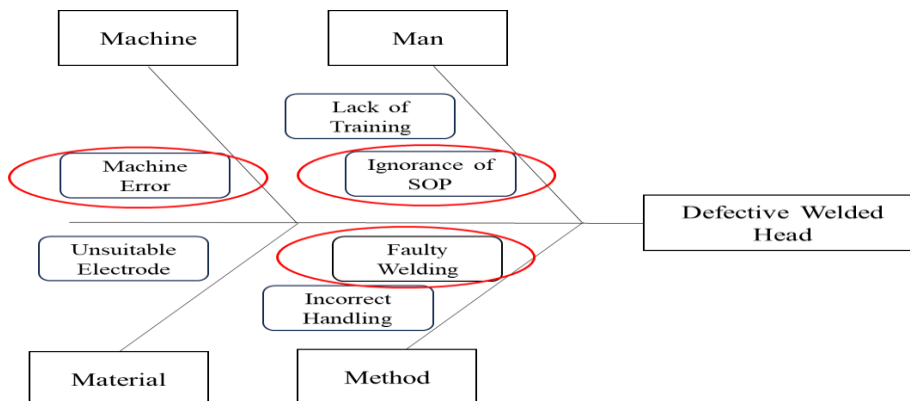 Machine
Man
Lack of
Training
Machine
Error
Ignorance of
SOP
Defective Welded
Head
Unsuitable
Electrode
Faulty
Welding
Incorrect
Handling
Material
Method